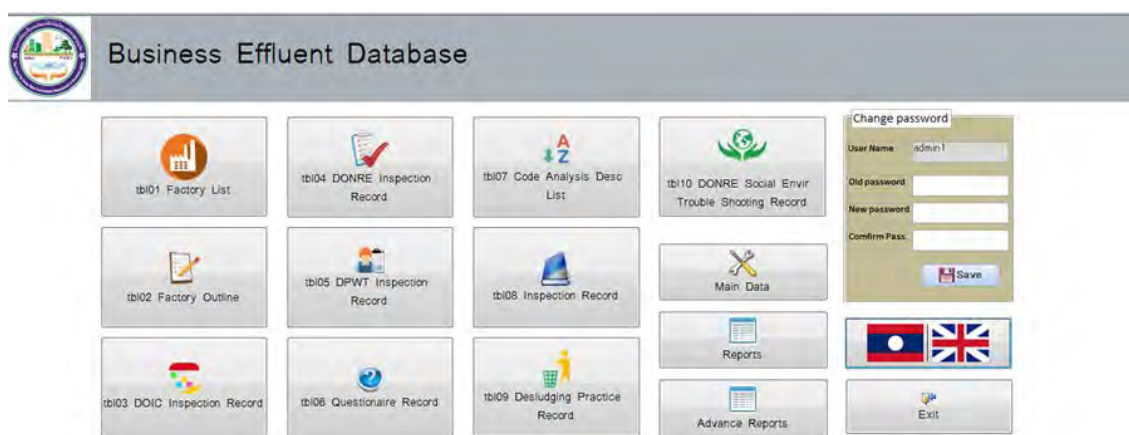 Business Effluent Database
tbl01 Factory List
tbl04 DONRE Inspection
Record
tbl07 Code Analysis Desc
List
tbl10 DONRE Social Envir
Trouble Shooting Record
Change password
User Name
admin1
Old password
New password
Comfirm Pass
Save
tbl02 Factory Outline
tbl05 DPWT Inspection
Record
tbl08 Inspection Record
Main Data
Reports
tbl03 DOIC Inspection Record
tbl06 Questionaire Record
tbl09 Desludging Practice
Record
Advance Reports
Exit